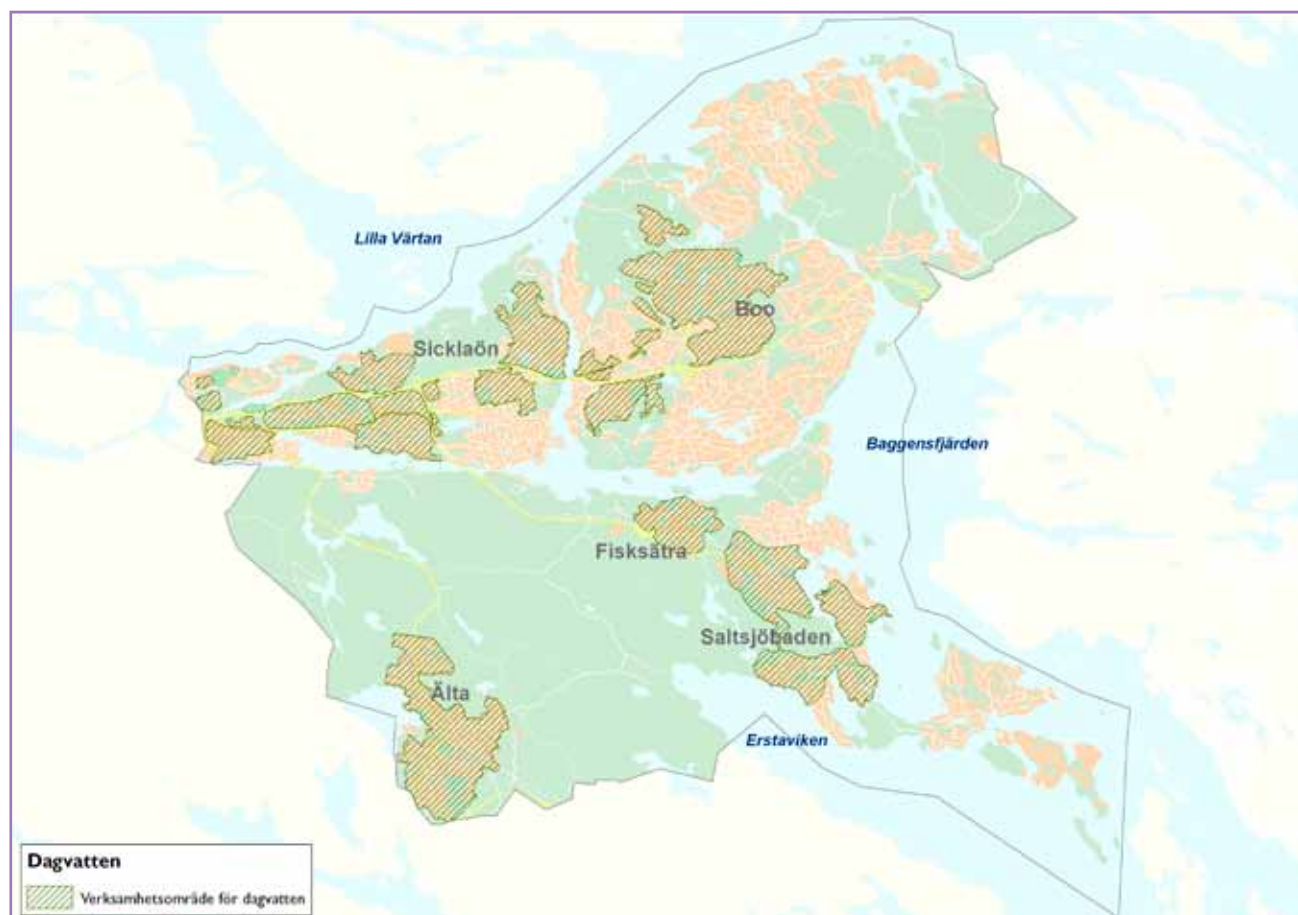 Lilla Värtan
Boo
Sicklaön
Baggensfjärden
Fisksätra
Saltsjöbaden
Älta
Erstaviken
Dagvatten
Verksamhetsområde för dagvatten